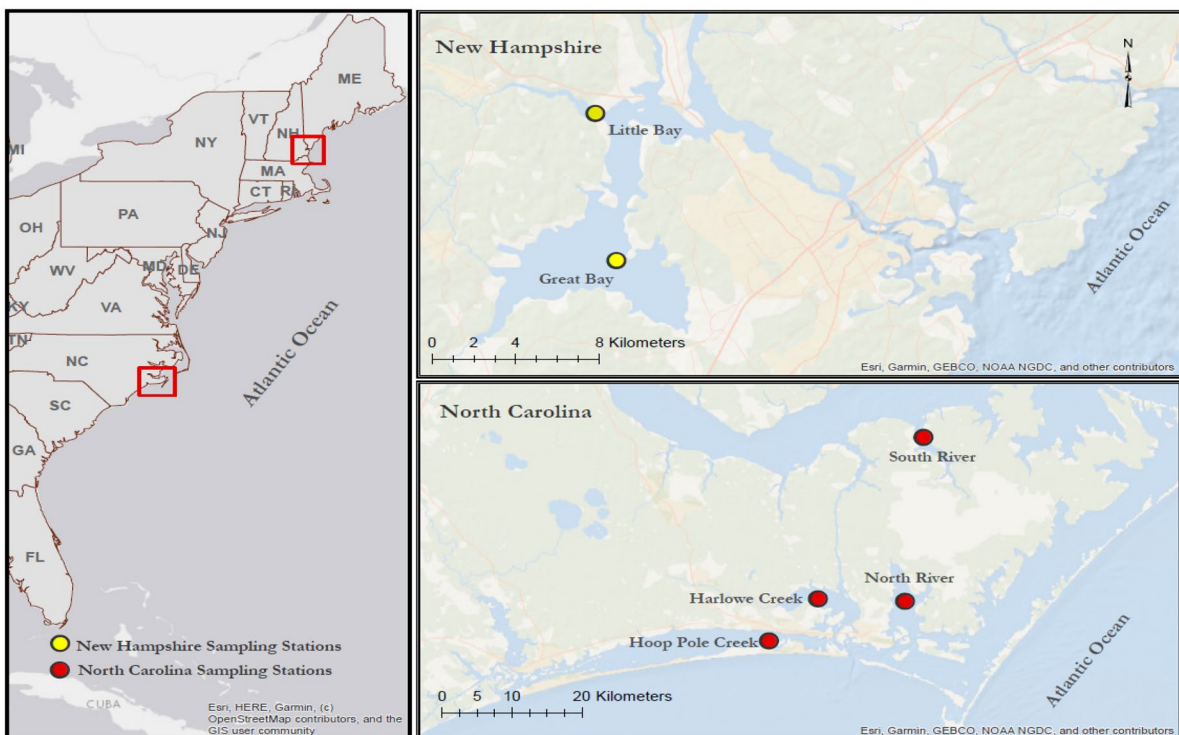 ME
VT
NH
NY
MI
MA
CT
RI
PA
OH
NJ
MD
DE
WV
KY
VA
TN
NC
SC
GA
FL
Atlantic Ocean
New Hampshire Sampling Stations
North Carolina Sampling Stations
CUBA
Esri, HERE, Garmin, (c)
OpenStreetMap contributors, and the
GIS user community
New Hampshire
N
Little Bay
Great Bay
Atlantic Ocean
0 2 4 8 Kilometers
Esri, Garmin, GEBCO, NOAA NGDC, and other contributors
North Carolina
South River
North River
Harlowe Creek
Hoop Pole Creek
Atlantic Ocean
0 5 10 20 Kilometers
Esri, Garmin, GEBCO, NOAA NGDC, and other contributors